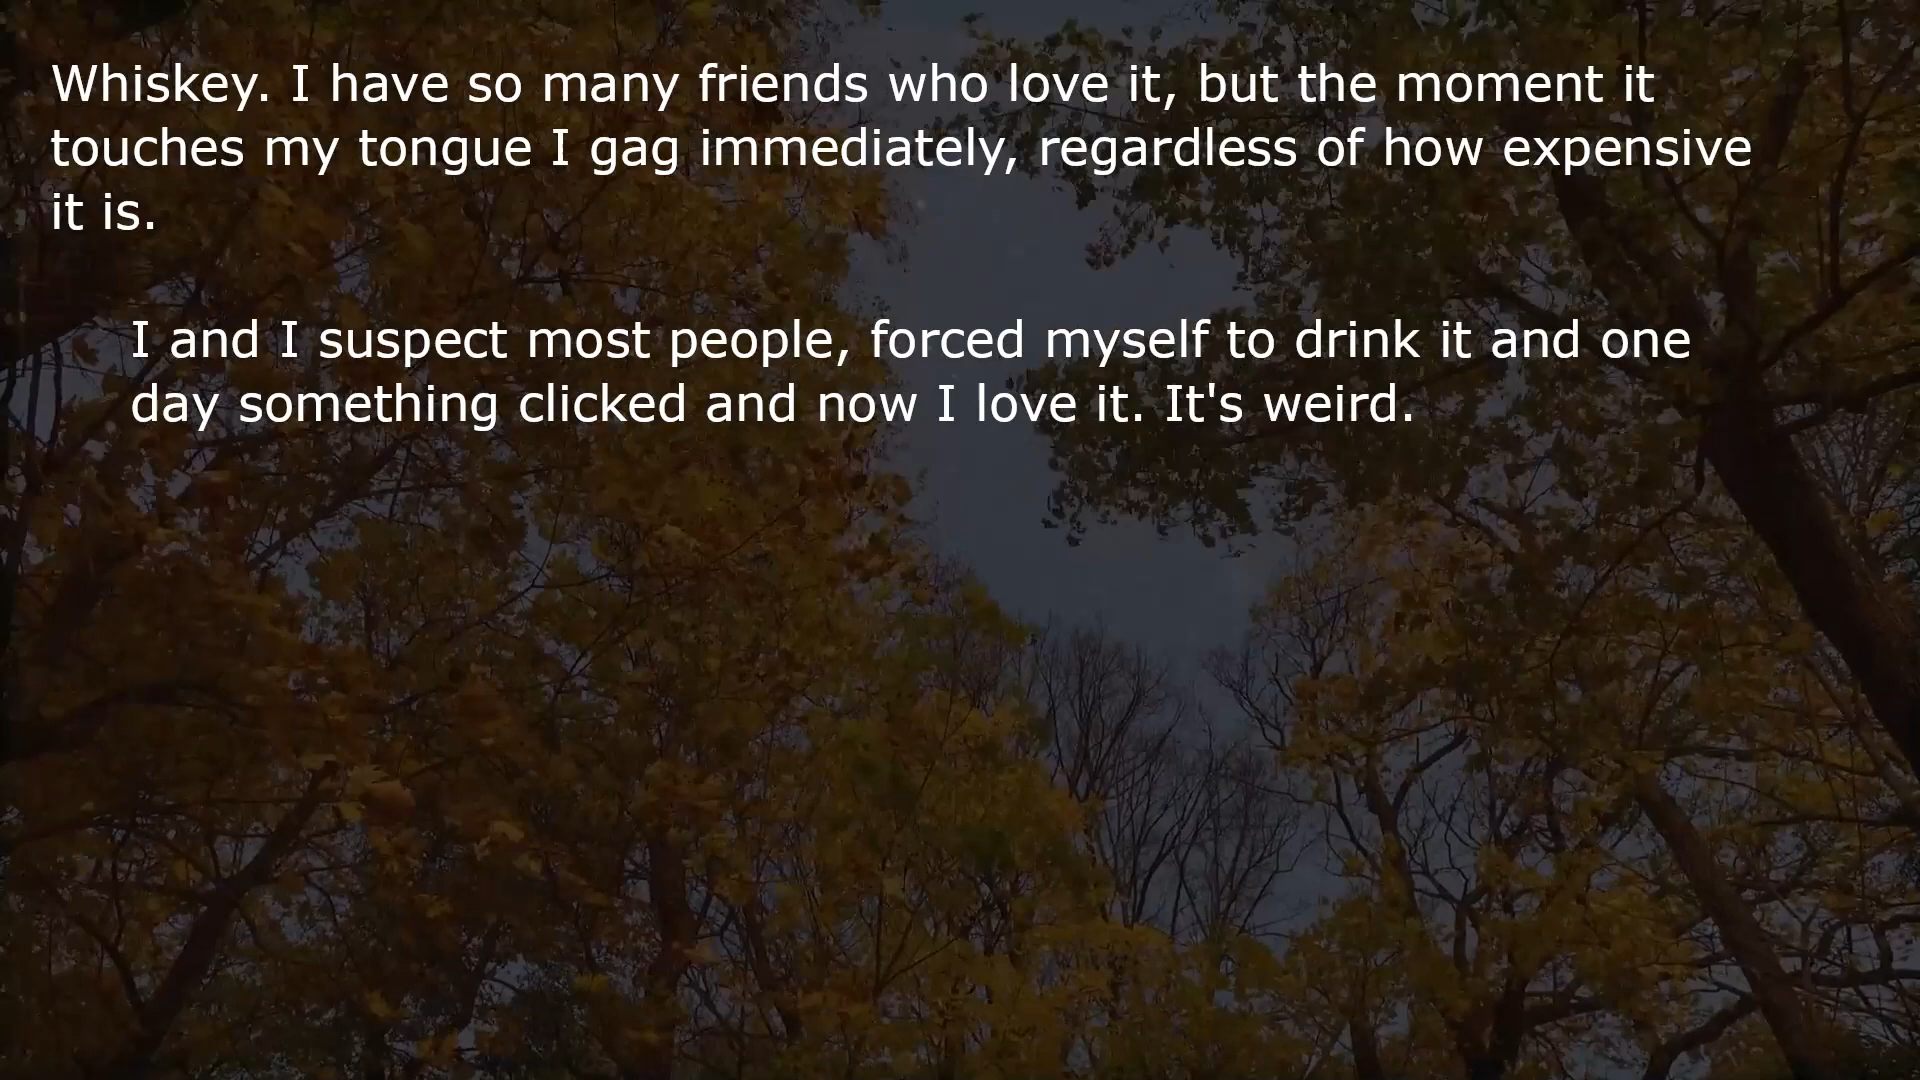 Whiskey. I have so many friends who love it, but the moment it
touches my tongue I gag immediately, regardless of how expensive
it is.
I and I suspect most people, forced myself to drink it and one
day something clicked and now I love it. It's weird.